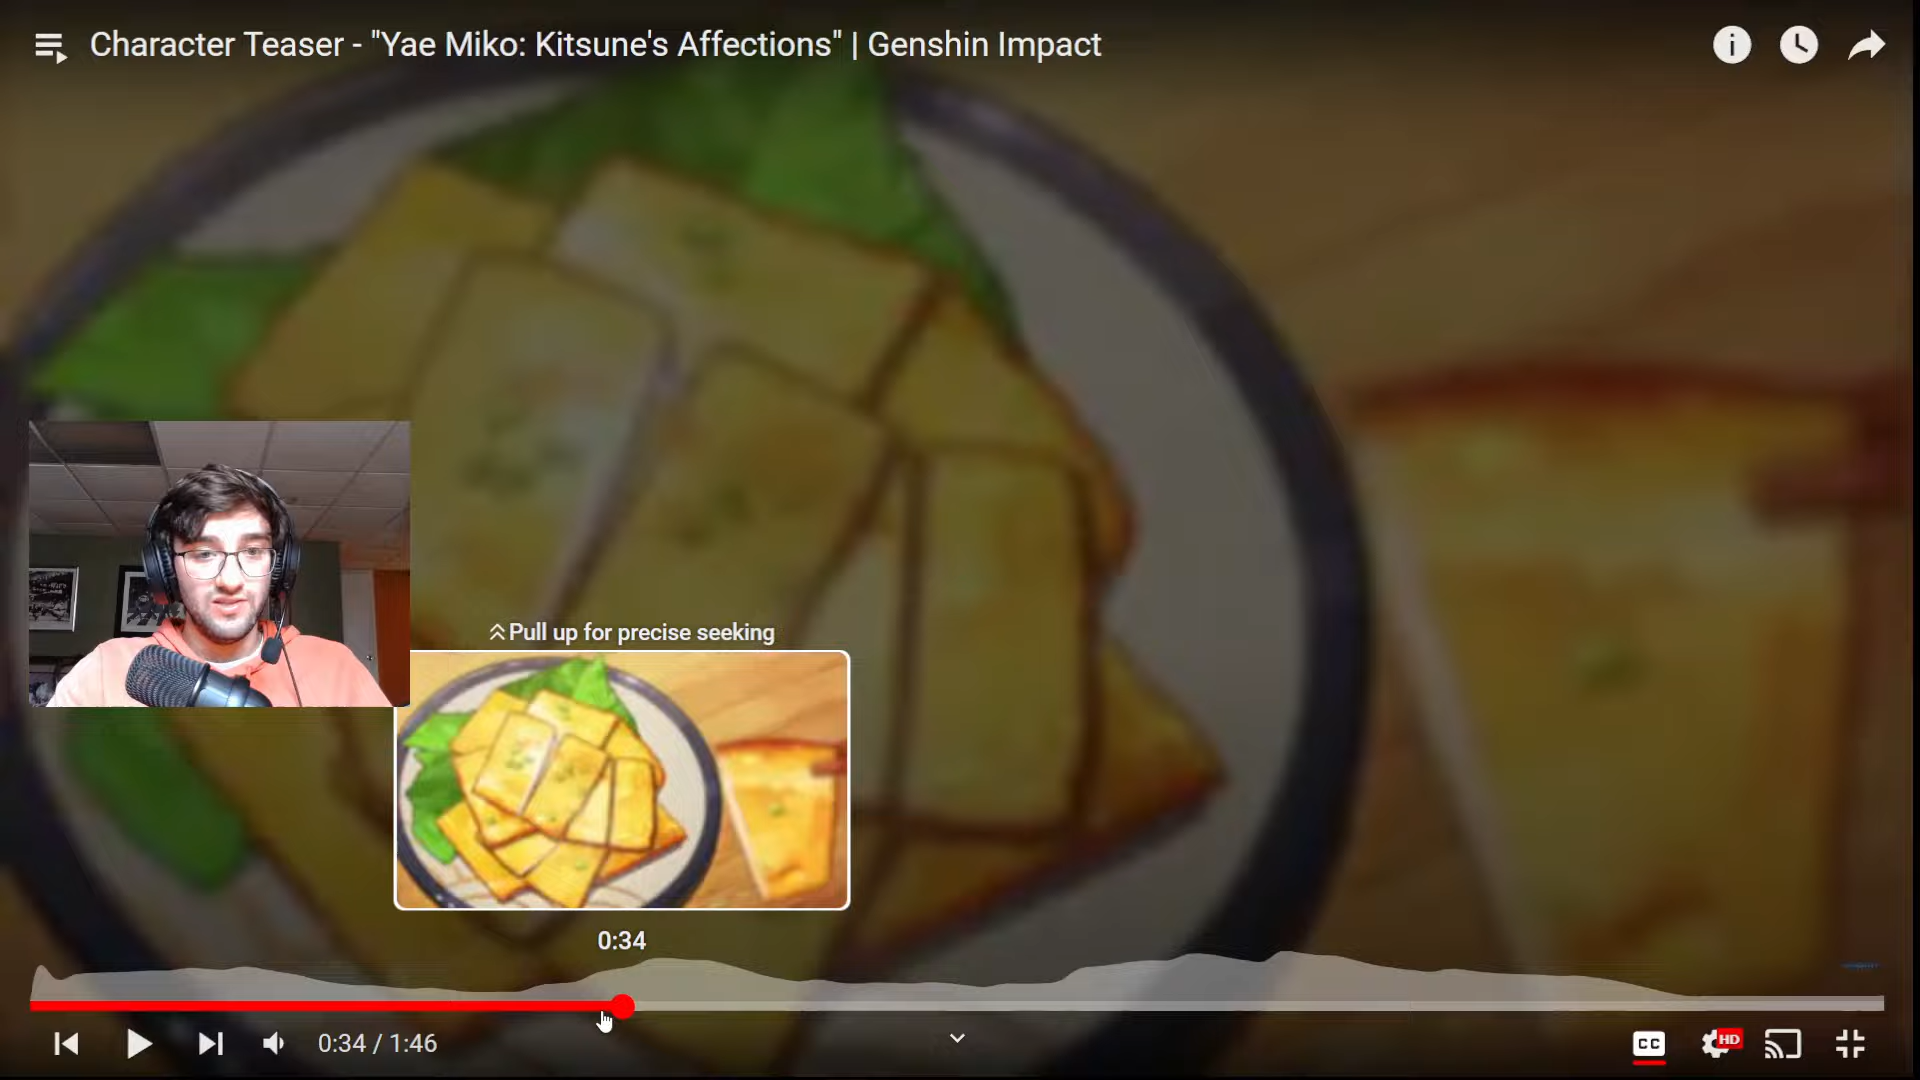 Character Teaser - "Yae Miko: Kitsune's Affections" | Genshin Impact
Pull up for precise seeking
0:34
0:34 / 1:46
CC
HD